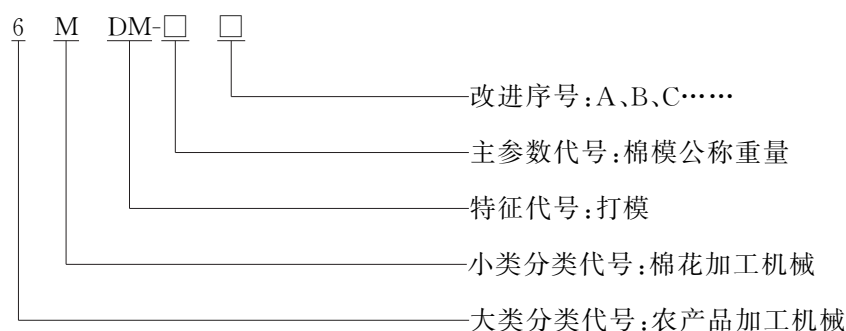 6 M DM-□ □
改进序号:A、B、C……
主参数代号:棉模公称重量
特征代号:打模
小类分类代号:棉花加工机械
大类分类代号:农产品加工机械